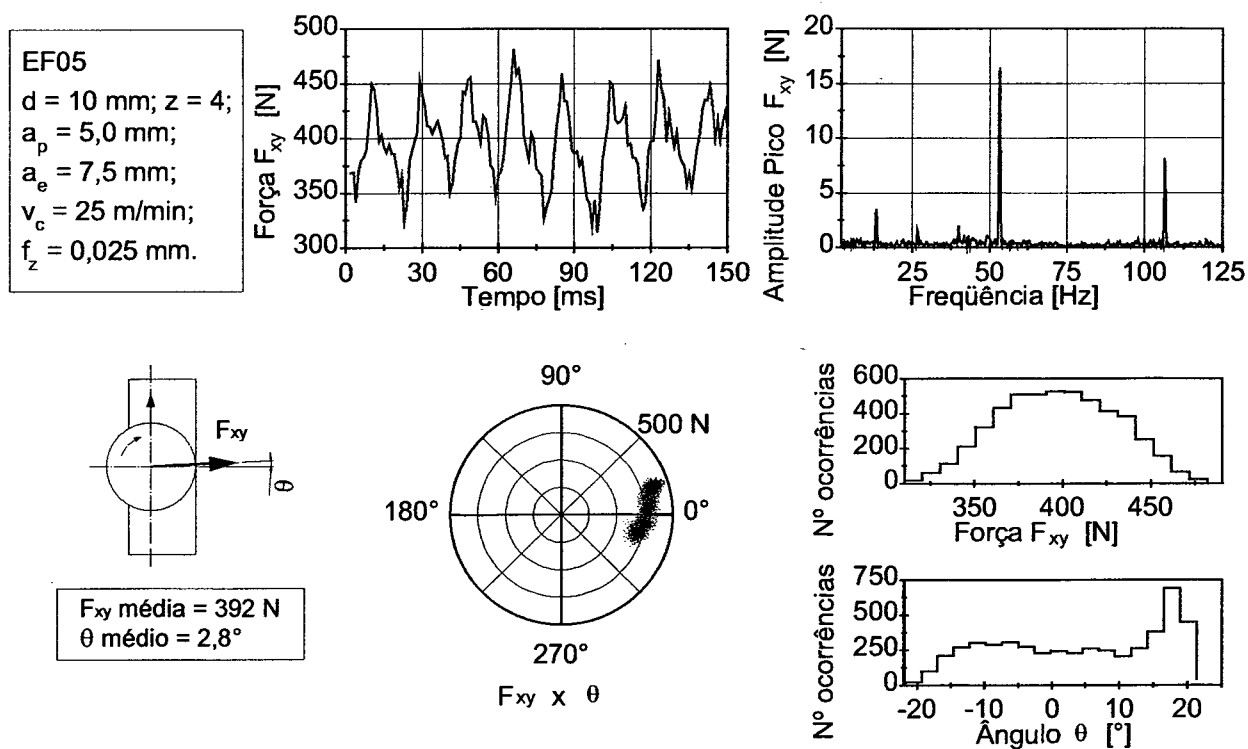 EF05
d = 10 mm; z = 4;
a_p = 5,0 mm;
a_e = 7,5 mm;
v_c = 25 m/min;
f_z = 0,025 mm.
Força F_xy [N]
500
450
400
350
300
0 30 60 90 120 150
Tempo [ms]
Amplitude Pico F_xy [N]
20
15
10
5
0
25 50 75 100 125
Freqüência [Hz]
F_xy
θ
F_xy média = 392 N
θ médio = 2,8°
90°
500 N
180°
0°
270°
F_xy x θ
Nº ocorrências
600
400
200
0
350 400 450
Força F_xy [N]
Nº ocorrências
750
500
250
0
-20 -10 0 10 20
Ângulo θ [°]